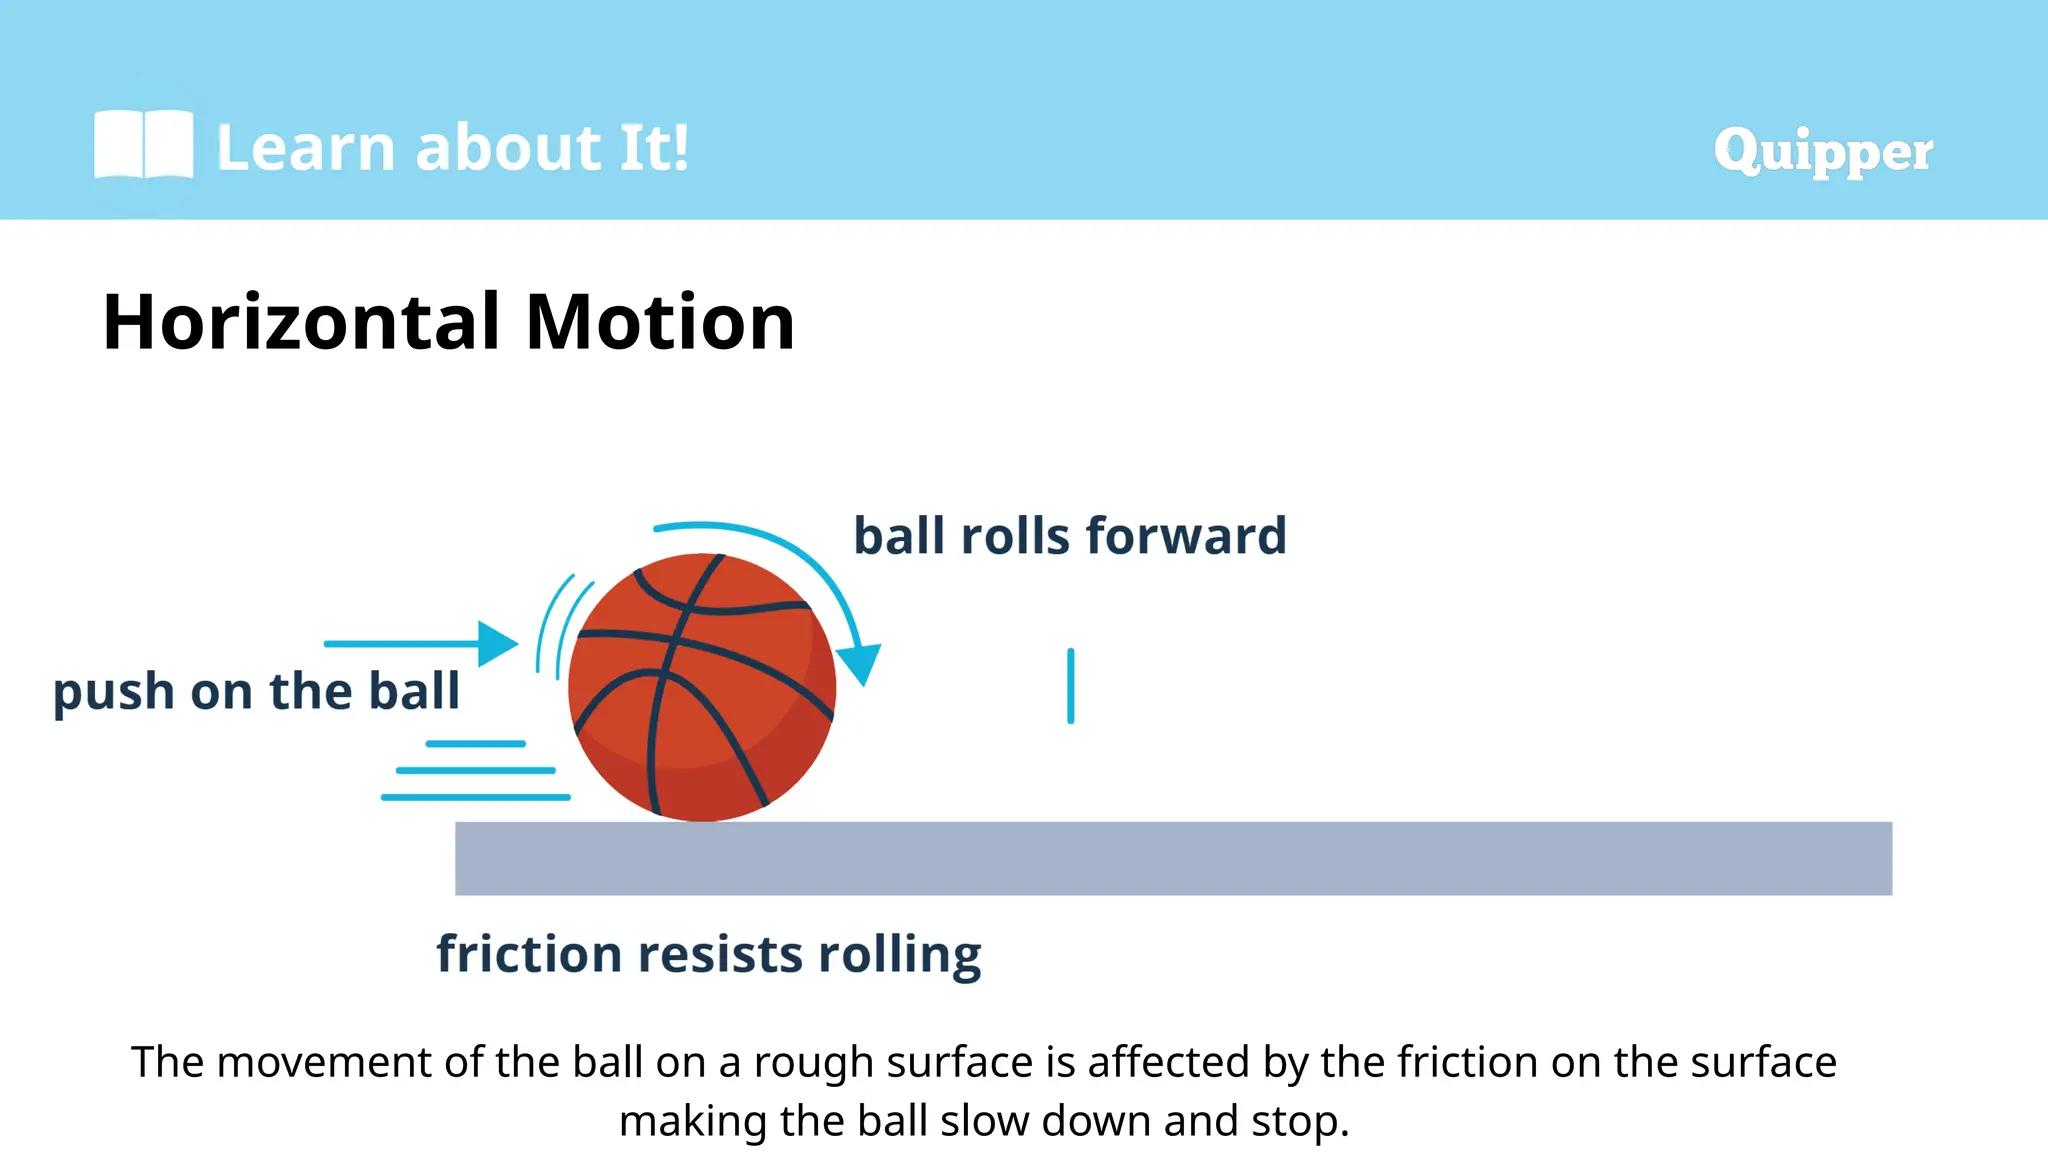 Learn about It!
Quipper
Horizontal Motion
ball rolls forward
push on the ball
friction resists rolling
The movement of the ball on a rough surface is affected by the friction on the surface
making the ball slow down and stop.